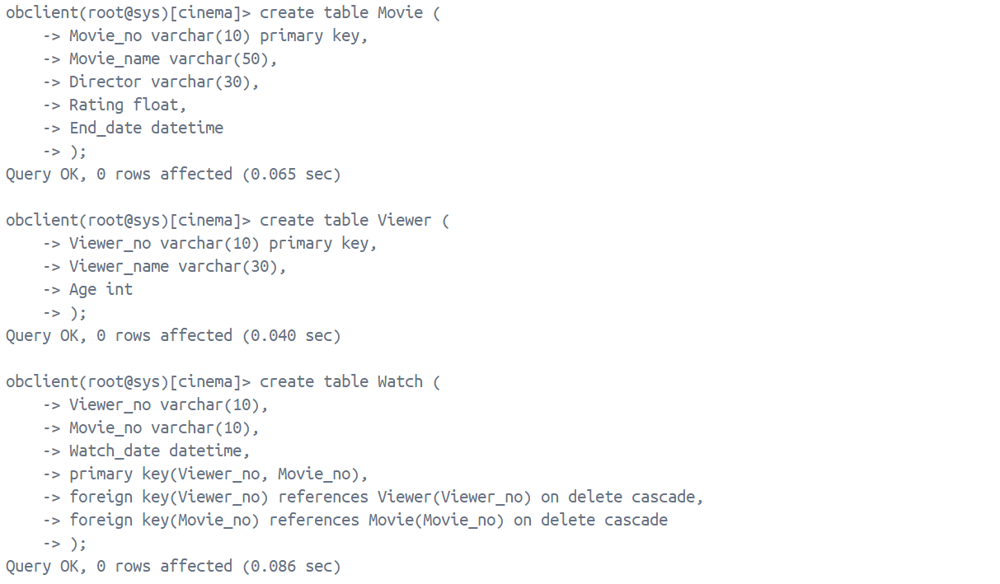 obclient(root@sys)[cinema]> create table Movie (
    -> Movie_no varchar(10) primary key,
    -> Movie_name varchar(50),
    -> Director varchar(30),
    -> Rating float,
    -> End_date datetime
    -> );
Query OK, 0 rows affected (0.065 sec)

obclient(root@sys)[cinema]> create table Viewer (
    -> Viewer_no varchar(10) primary key,
    -> Viewer_name varchar(30),
    -> Age int
    -> );
Query OK, 0 rows affected (0.040 sec)

obclient(root@sys)[cinema]> create table Watch (
    -> Viewer_no varchar(10),
    -> Movie_no varchar(10),
    -> Watch_date datetime,
    -> primary key(Viewer_no, Movie_no),
    -> foreign key(Viewer_no) references Viewer(Viewer_no) on delete cascade,
    -> foreign key(Movie_no) references Movie(Movie_no) on delete cascade
    -> );
Query OK, 0 rows affected (0.086 sec)